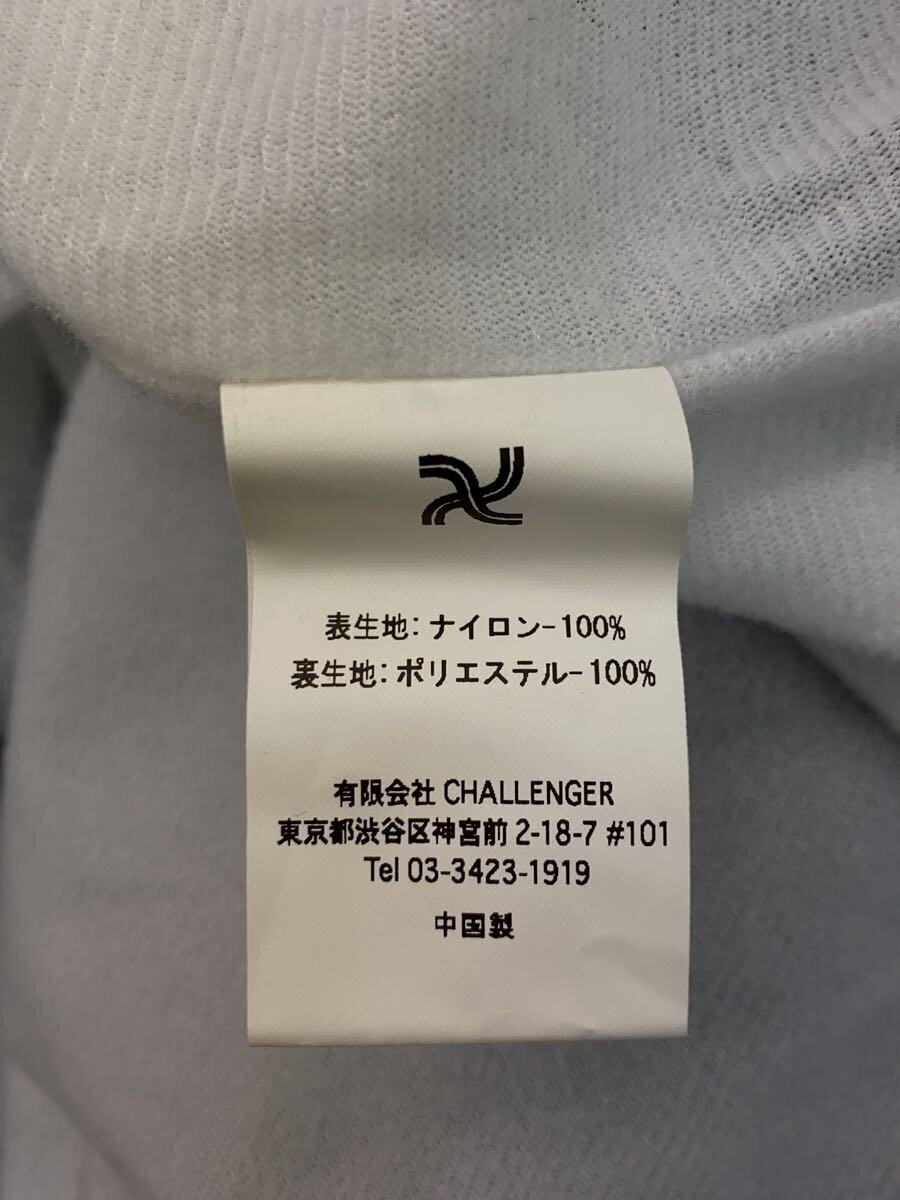 表生地: ナイロン-100%
裏生地: ポリエステル-100%
有限会社 CHALLENGER
東京都渋谷区神宮前 2-18-7 #101
Tel 03-3423-1919
中国製